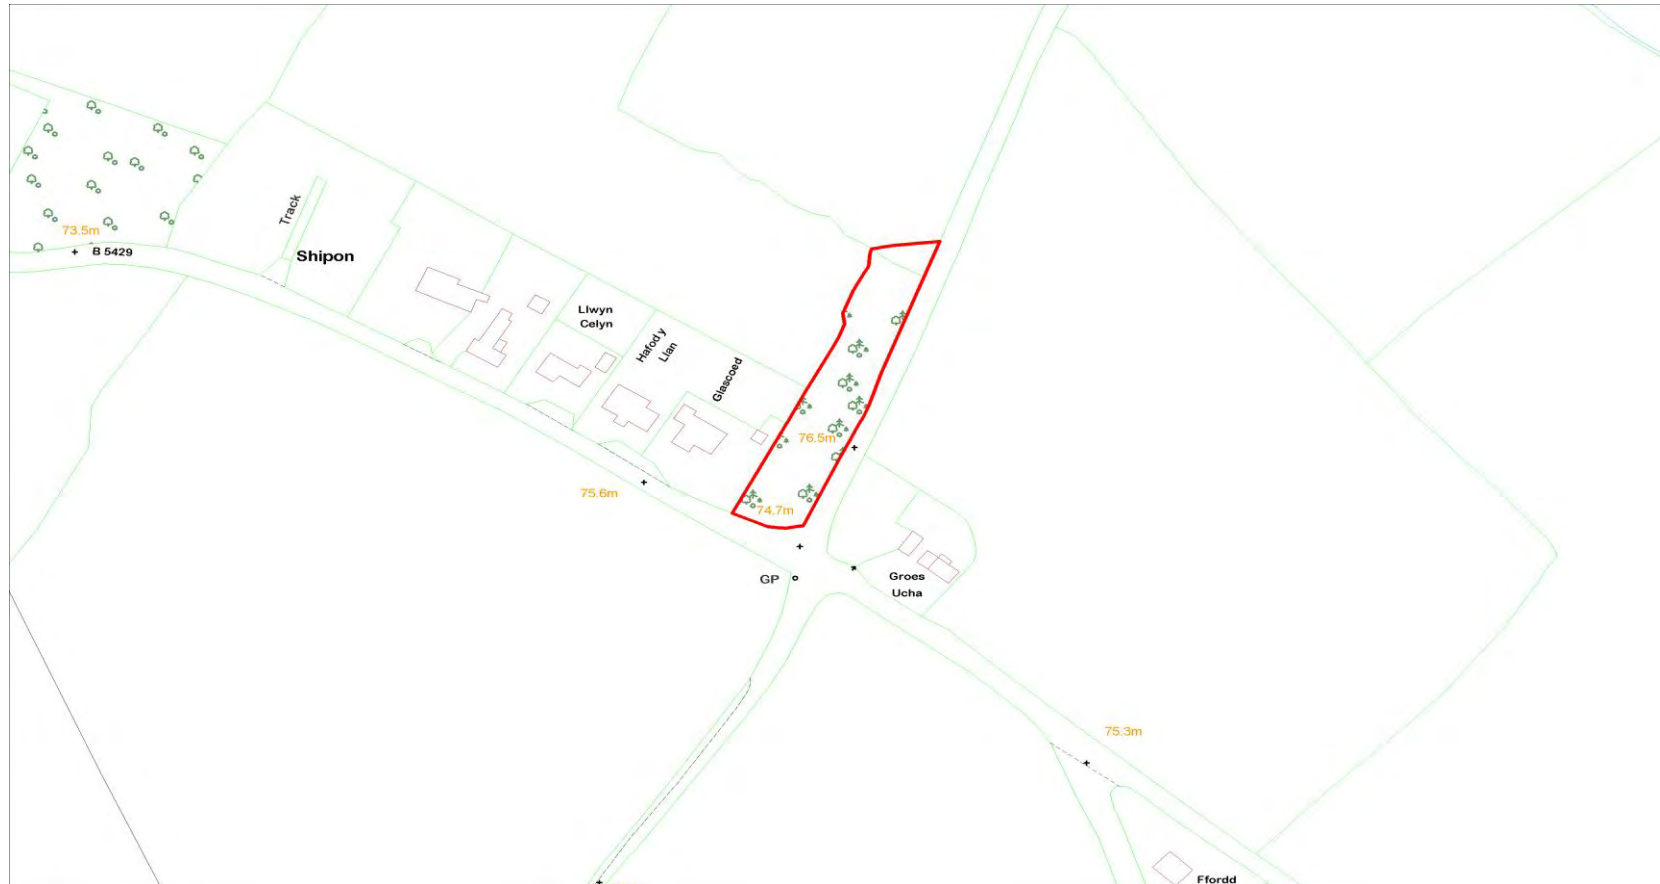 73.5m
B 5429
Track
Shipon
Llwyn
Celyn
Hafod y
Llan
Glascoed
76.5m
75.6m
74.7m
GP
Groes
Ucha
75.3m
Ffordd